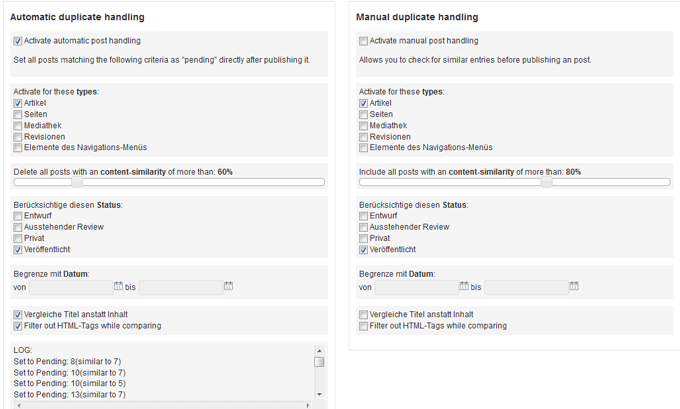 Automatic duplicate handling
Activate automatic post handling
Set all posts matching the following criteria as "pending" directly after publishing it.
Activate for these types:
Artikel
Seiten
Mediathek
Revisionen
Elemente des Navigations-Menüs
Delete all posts with an content-similarity of more than: 60%
Berücksichtige diesen Status:
Entwurf
Ausstehender Review
Privat
Veröffentlicht
Begrenze mit Datum:
von bis
Vergleiche Titel anstatt Inhalt
Filter out HTML-Tags while comparing
LOG:
Set to Pending: 8(similar to 7)
Set to Pending: 10(similar to 7)
Set to Pending: 10(similar to 5)
Set to Pending: 13(similar to 7)
Manual duplicate handling
Activate manual post handling
Allows you to check for similar entries before publishing an post.
Activate for these types:
Artikel
Seiten
Mediathek
Revisionen
Elemente des Navigations-Menüs
Include all posts with an content-similarity of more than: 80%
Berücksichtige diesen Status:
Entwurf
Ausstehender Review
Privat
Veröffentlicht
Begrenze mit Datum:
von bis
Vergleiche Titel anstatt Inhalt
Filter out HTML-Tags while comparing